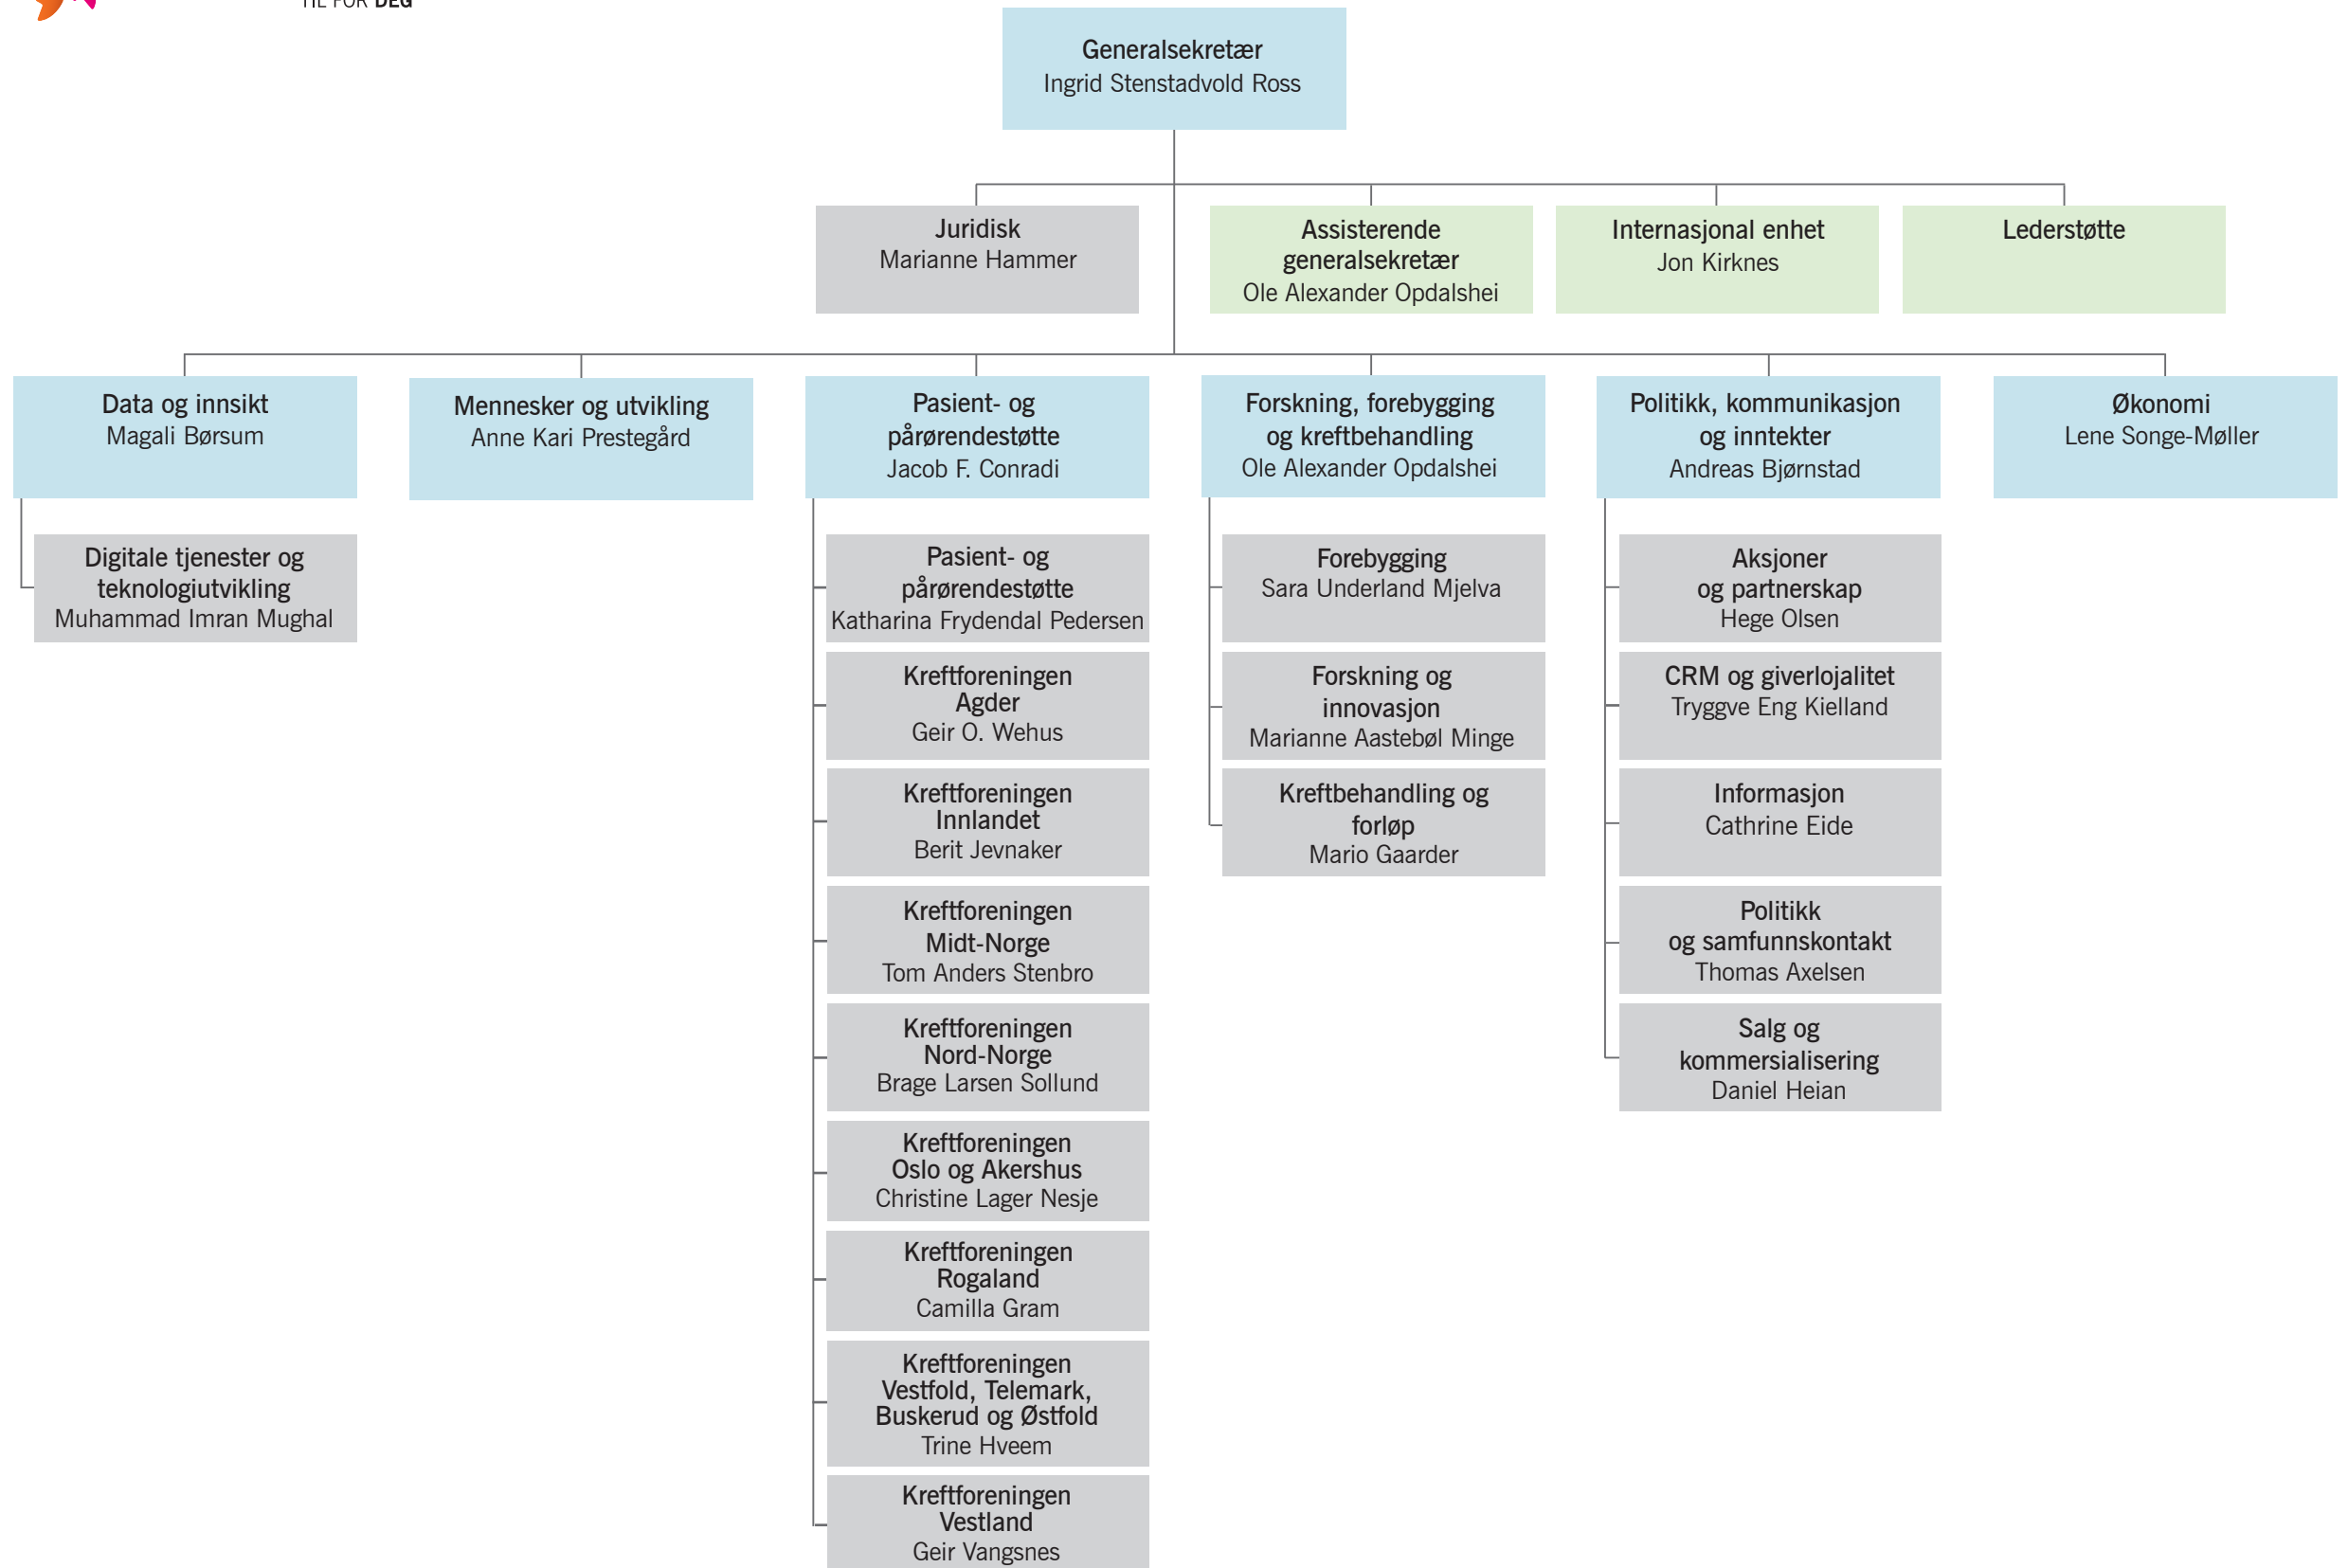 TIL FOR DEG
Generalsekretær
Ingrid Stenstadvold Ross
Juridisk
Marianne Hammer
Assisterende
generalsekretær
Ole Alexander Opdalshei
Internasjonal enhet
Jon Kirknes
Lederstøtte
Data og innsikt
Magali Børsum
Mennesker og utvikling
Anne Kari Prestegård
Pasient- og
pårørendestøtte
Jacob F. Conradi
Forskning, forebygging
og kreftbehandling
Ole Alexander Opdalshei
Politikk, kommunikasjon
og inntekter
Andreas Bjørnstad
Økonomi
Lene Songe-Møller
Digitale tjenester og
teknologiutvikling
Muhammad Imran Mughal
Pasient- og
pårørendestøtte
Katharina Frydendal Pedersen
Kreftforeningen
Agder
Geir O. Wehus
Kreftforeningen
Innlandet
Berit Jevnaker
Kreftforeningen
Midt-Norge
Tom Anders Stenbro
Kreftforeningen
Nord-Norge
Brage Larsen Sollund
Kreftforeningen
Oslo og Akershus
Christine Lager Nesje
Kreftforeningen
Rogaland
Camilla Gram
Kreftforeningen
Vestfold, Telemark,
Buskerud og Østfold
Trine Hveem
Kreftforeningen
Vestland
Geir Vangsnes
Forebygging
Sara Underland Mjelva
Forskning og
innovasjon
Marianne Aastebøl Minge
Kreftbehandling og
forløp
Mario Gaarder
Aksjoner
og partnerskap
Hege Olsen
CRM og giverlojalitet
Tryggve Eng Kielland
Informasjon
Cathrine Eide
Politikk
og samfunnskontakt
Thomas Axelsen
Salg og
kommersialisering
Daniel Heian